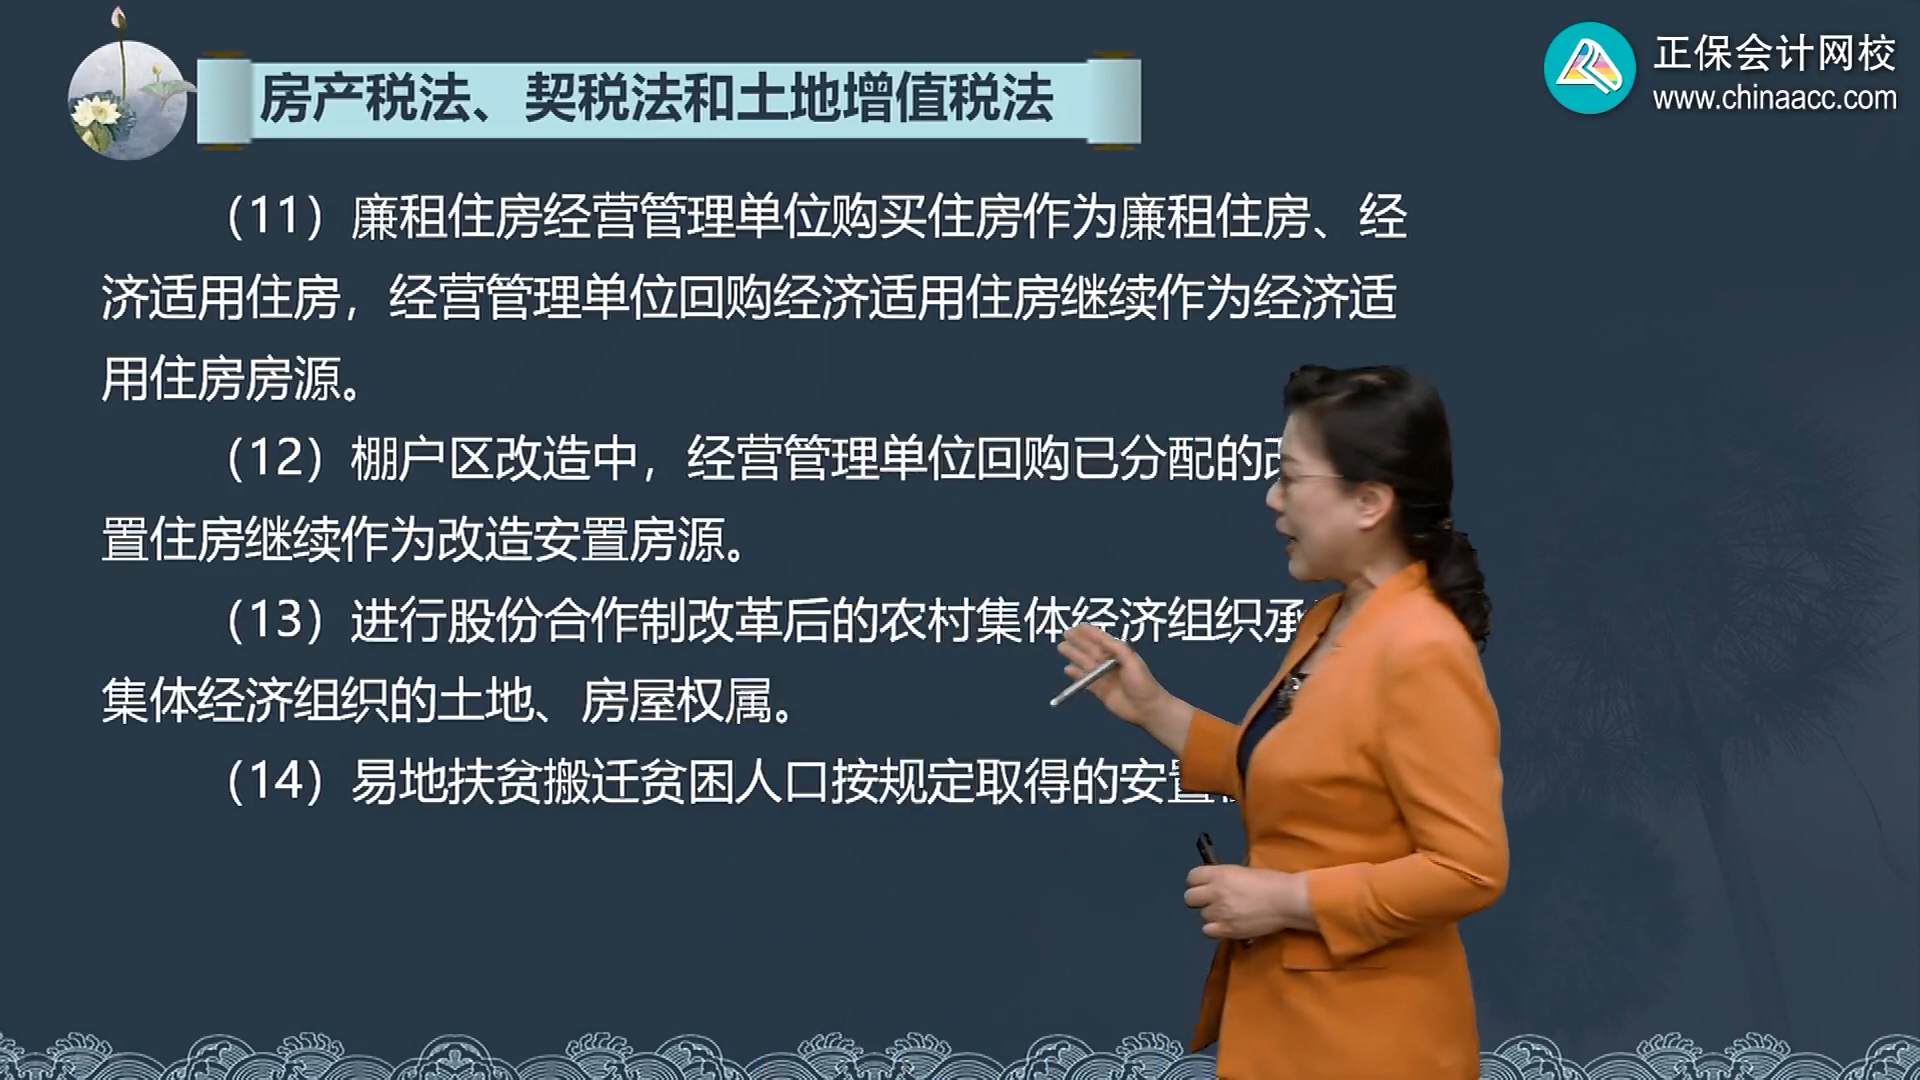 房产税法、契税法和土地增值税法
正保会计网校
www.chinaacc.com
（11）廉租住房经营管理单位购买住房作为廉租住房、经
济适用住房，经营管理单位回购经济适用住房继续作为经济适
用住房房源。
（12）棚户区改造中，经营管理单位回购已分配的改
置住房继续作为改造安置房源。
（13）进行股份合作制改革后的农村集体经济组织承
集体经济组织的土地、房屋权属。
（14）易地扶贫搬迁贫困人口按规定取得的安置